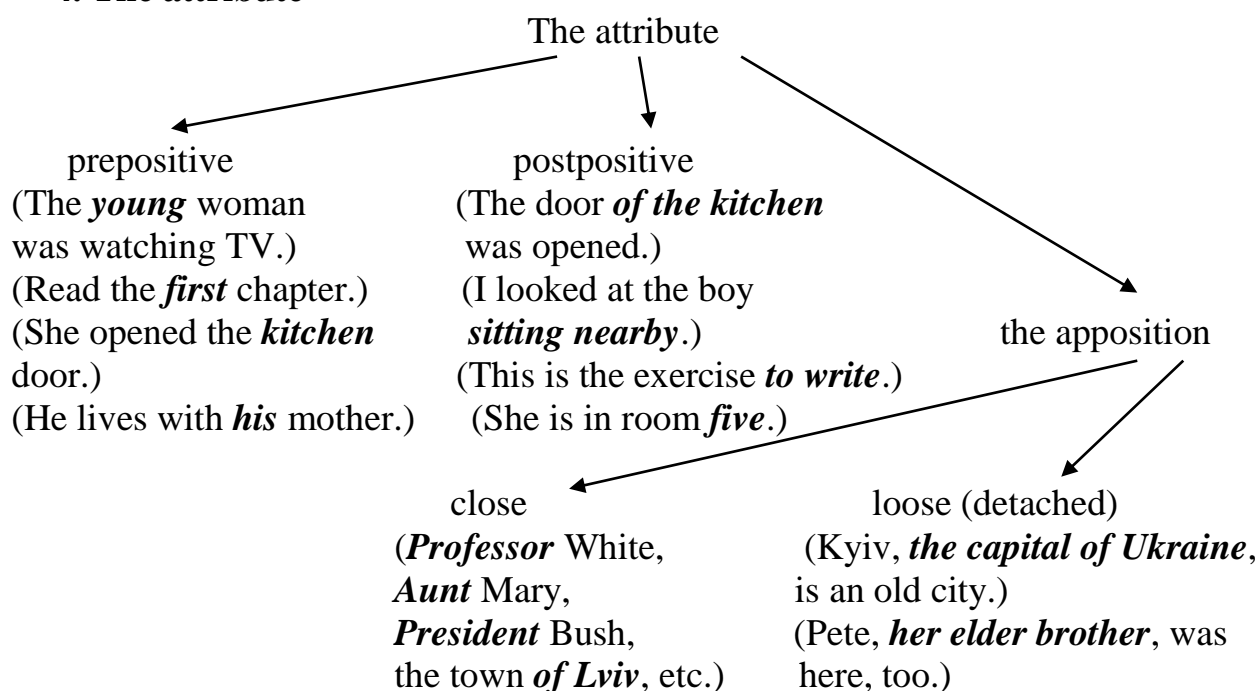 4. The attribute
The attribute
prepositive
(The young woman
was watching TV.)
(Read the first chapter.)
(She opened the kitchen
door.)
(He lives with his mother.)
postpositive
(The door of the kitchen
was opened.)
(I looked at the boy
sitting nearby.)
(This is the exercise to write.)
(She is in room five.)
the apposition
close
(Professor White,
Aunt Mary,
President Bush,
the town of Lviv, etc.)
loose (detached)
(Kyiv, the capital of Ukraine,
is an old city.)
(Pete, her elder brother, was
here, too.)